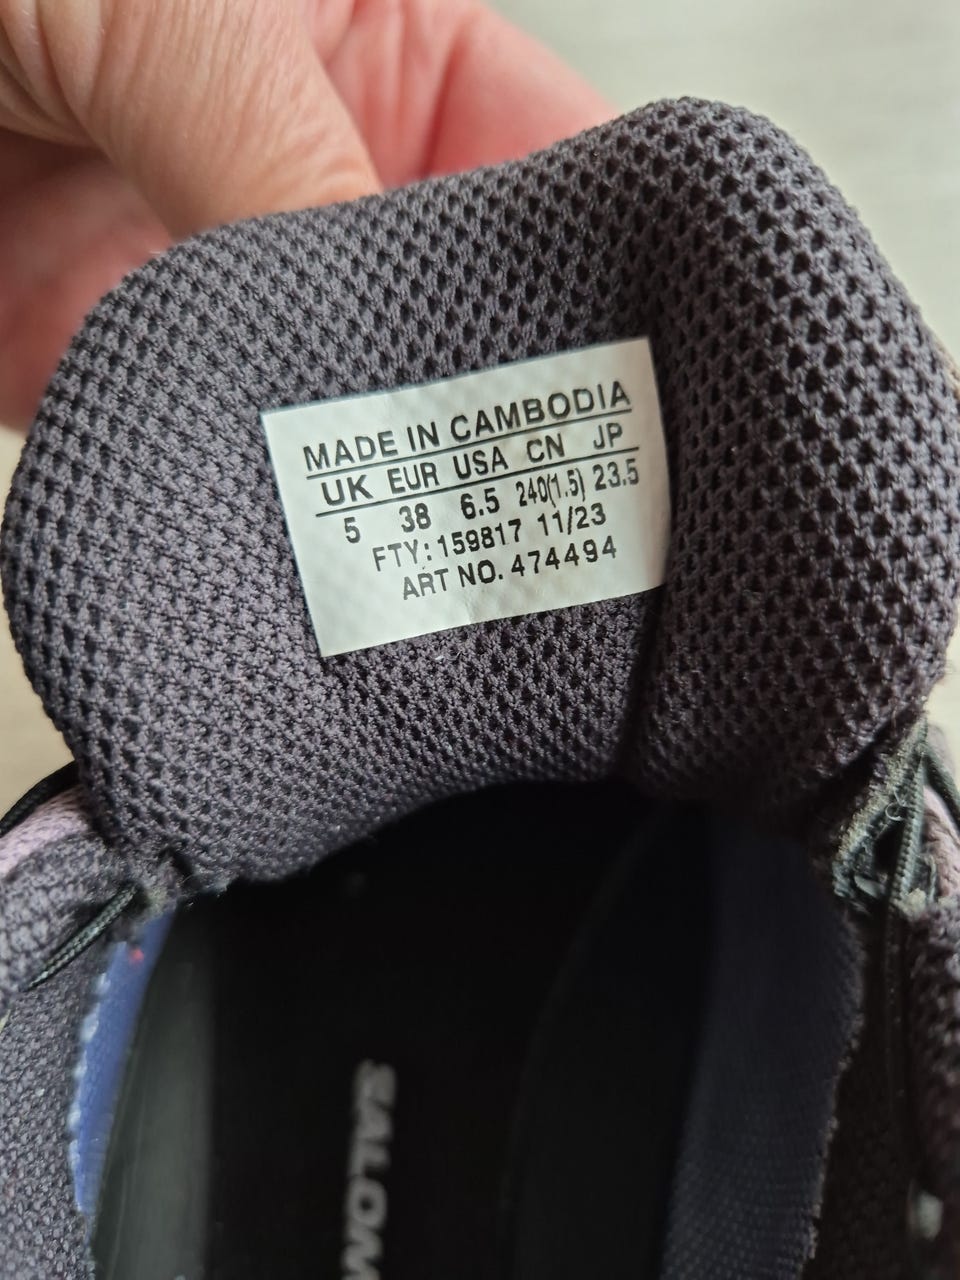 MADE IN CAMBODIA
UK EUR USA CN JP
5 38 6.5 240(1.5) 23.5
FTY: 159817 11/23
ART NO. 474494
SALOM